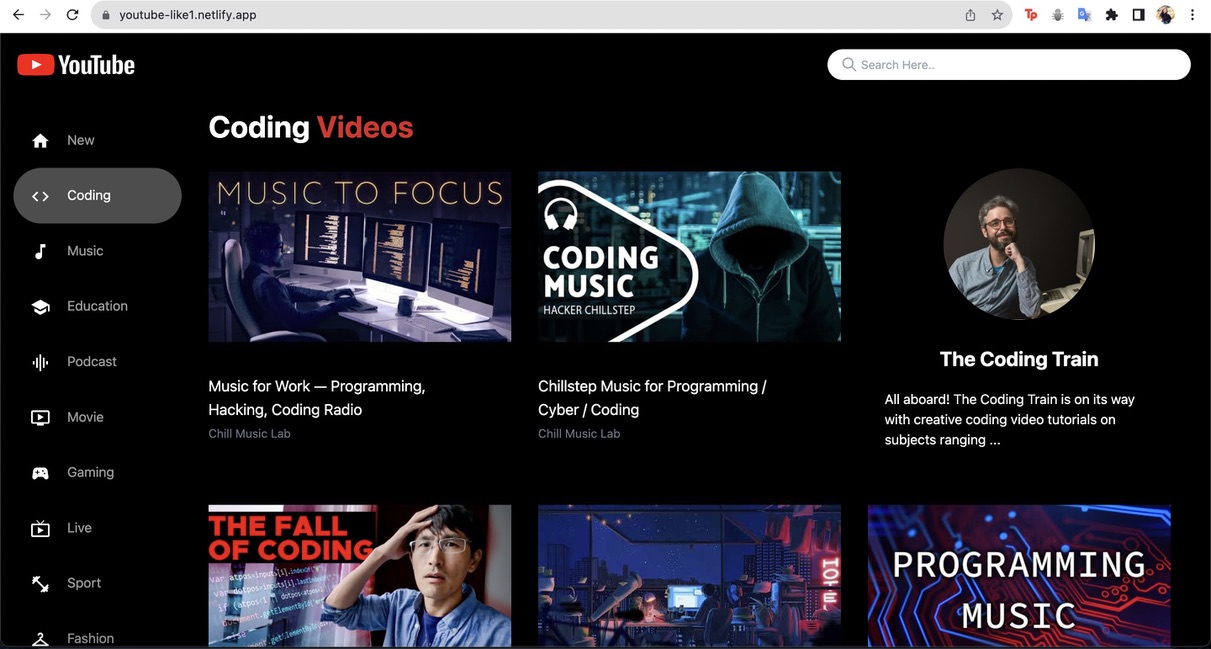 youtube-like1.netlify.app
Tp
YouTube
Search Here..
New
Coding
Music
Education
Podcast
Movie
Gaming
Live
Sport
Fashion
Coding Videos
MUSIC TO FOCUS
CODING
MUSIC
HACKER CHILLSTEP
Music for Work — Programming,
Hacking, Coding Radio
Chill Music Lab
Chillstep Music for Programming /
Cyber / Coding
Chill Music Lab
The Coding Train
All aboard! The Coding Train is on its way
with creative coding video tutorials on
subjects ranging ...
THE FALL
OF CODING
HOTEL
PROGRAMMING
MUSIC